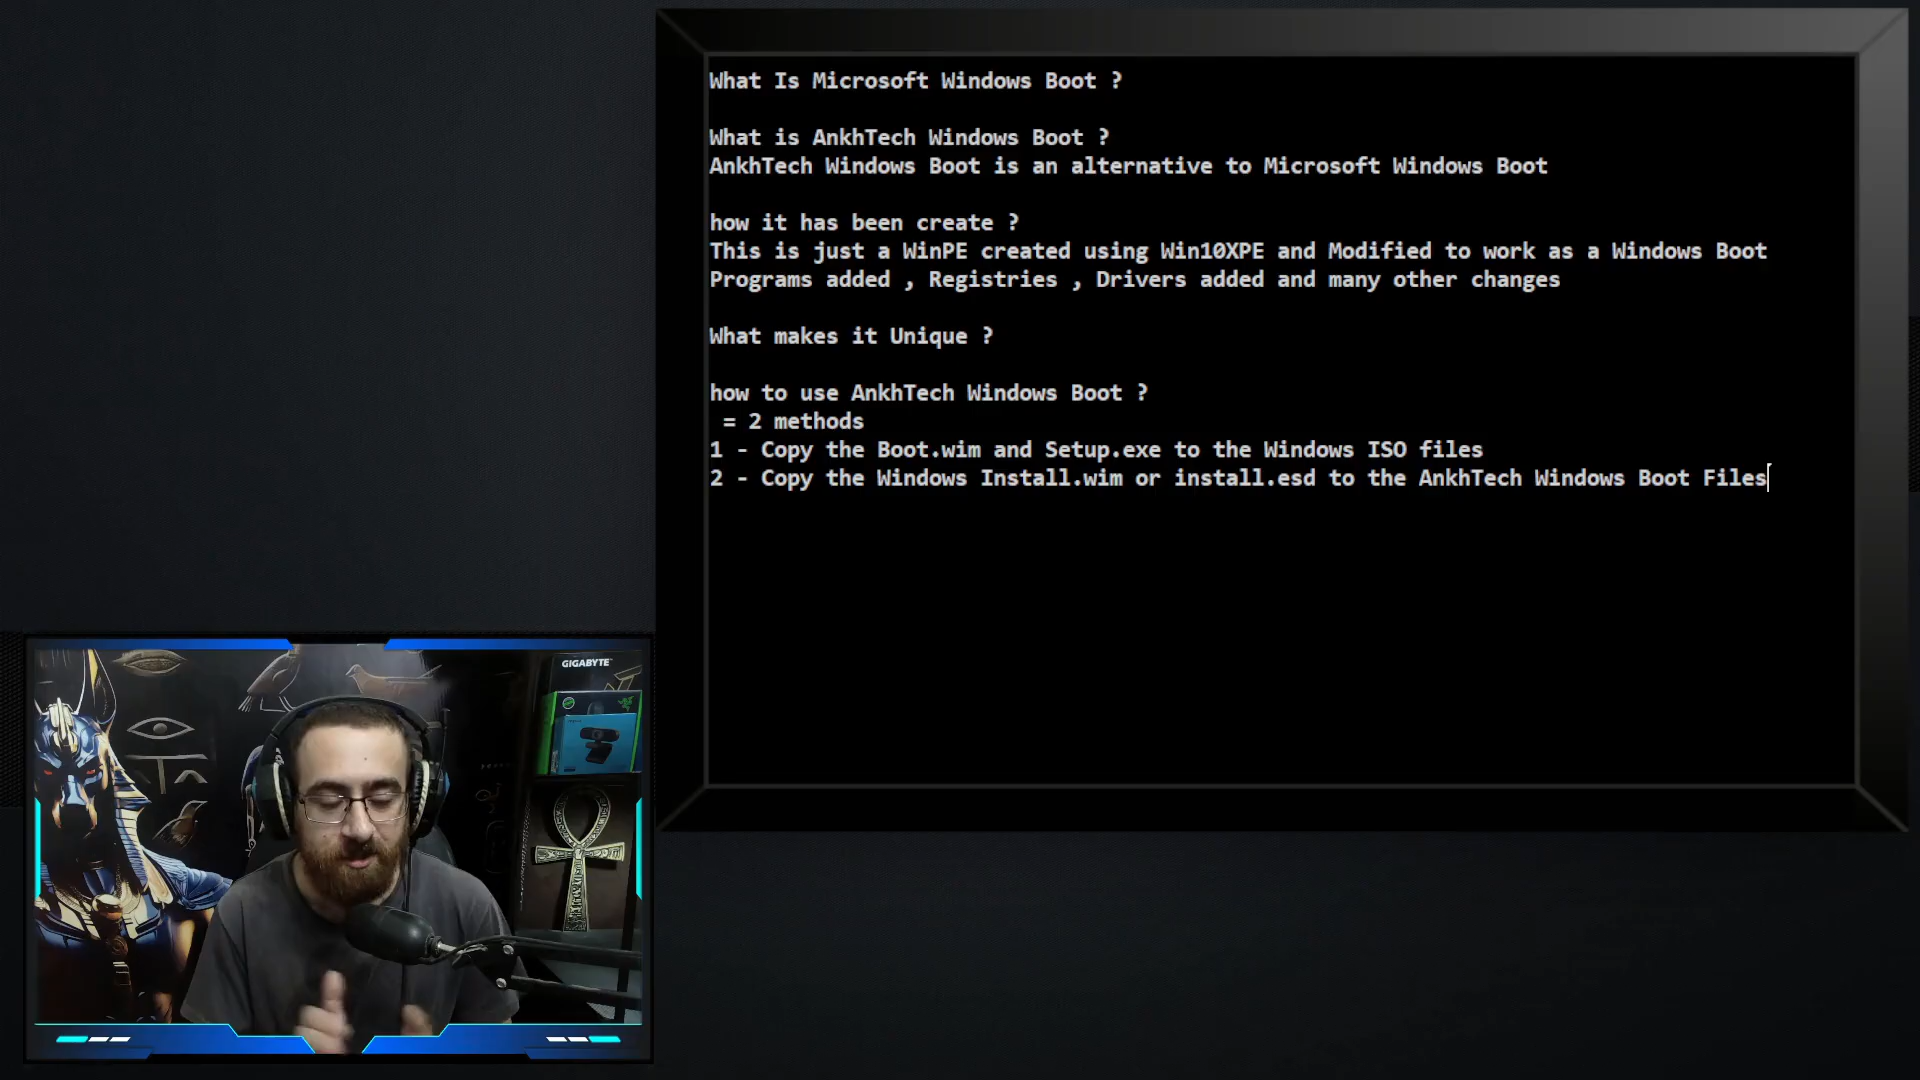 What Is Microsoft Windows Boot ?
What is AnkhTech Windows Boot ?
AnkhTech Windows Boot is an alternative to Microsoft Windows Boot
how it has been create ?
This is just a WinPE created using Win10XPE and Modified to work as a Windows Boot
Programs added , Registries , Drivers added and many other changes
What makes it Unique ?
how to use AnkhTech Windows Boot ?
= 2 methods
1 - Copy the Boot.wim and Setup.exe to the Windows ISO files
2 - Copy the Windows Install.wim or install.esd to the AnkhTech Windows Boot Files
GIGABYTE